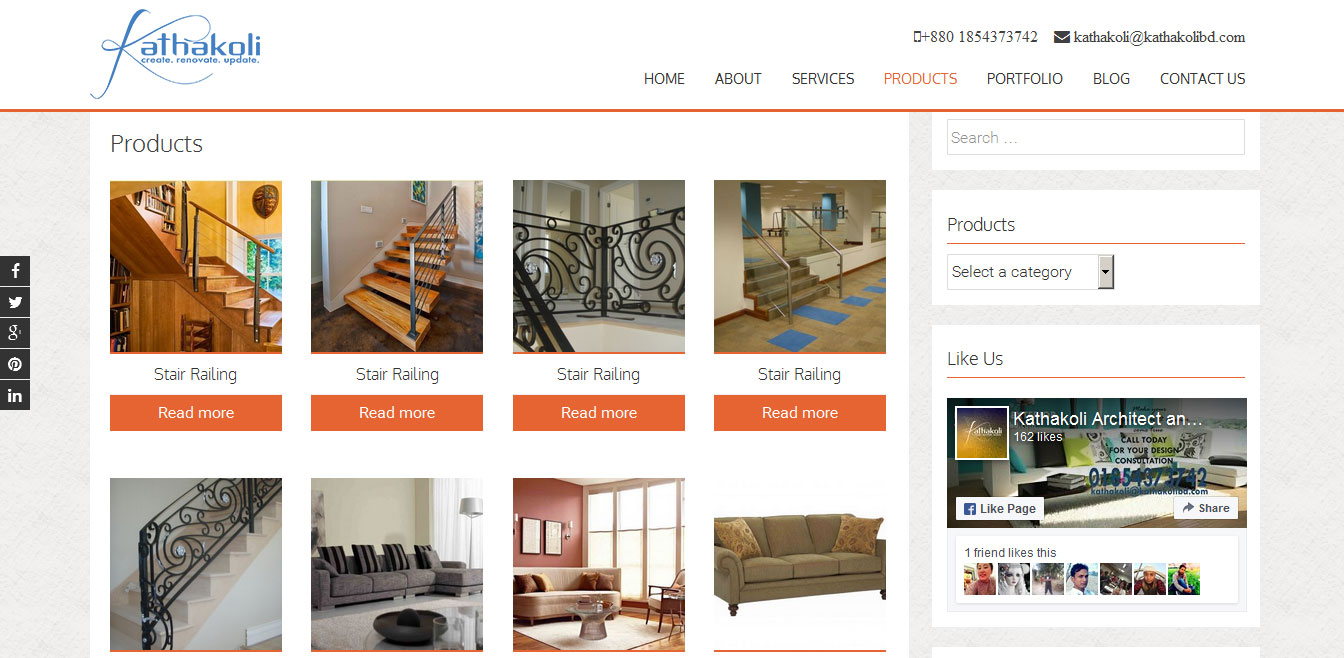 Kathakoli
create. renovate. update.
+880 1854373742 kathakoli@kathakolibd.com
HOME ABOUT SERVICES PRODUCTS PORTFOLIO BLOG CONTACT US
Products
Stair Railing
Read more
Stair Railing
Read more
Stair Railing
Read more
Stair Railing
Read more
Search ...
Products
Select a category
Like Us
Kathakoli Architect an...
162 likes
CALL TODAY
FOR YOUR DESIGN
CONSULTATION
01854373742
kathakoli@kathakolibd.com
Like Page
Share
1 friend likes this